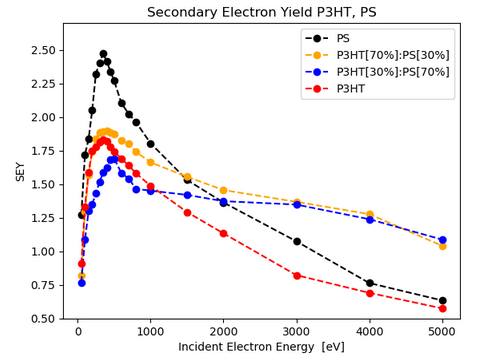 Secondary Electron Yield P3HT, PS
PS
P3HT[70%]:PS[30%]
P3HT[30%]:PS[70%]
P3HT
SEY
2.50
2.25
2.00
1.75
1.50
1.25
1.00
0.75
0.50
0 1000 2000 3000 4000 5000
Incident Electron Energy [eV]